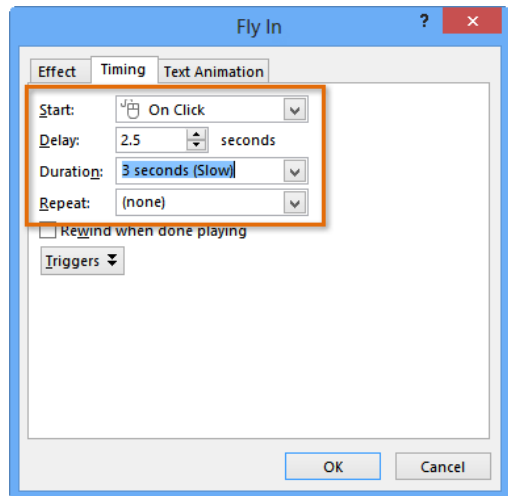 Fly In
? ×
Effect Timing Text Animation
Start: On Click
Delay: 2.5 seconds
Duration: 3 seconds (Slow)
Repeat: (none)
Rewind when done playing
Triggers
OK Cancel